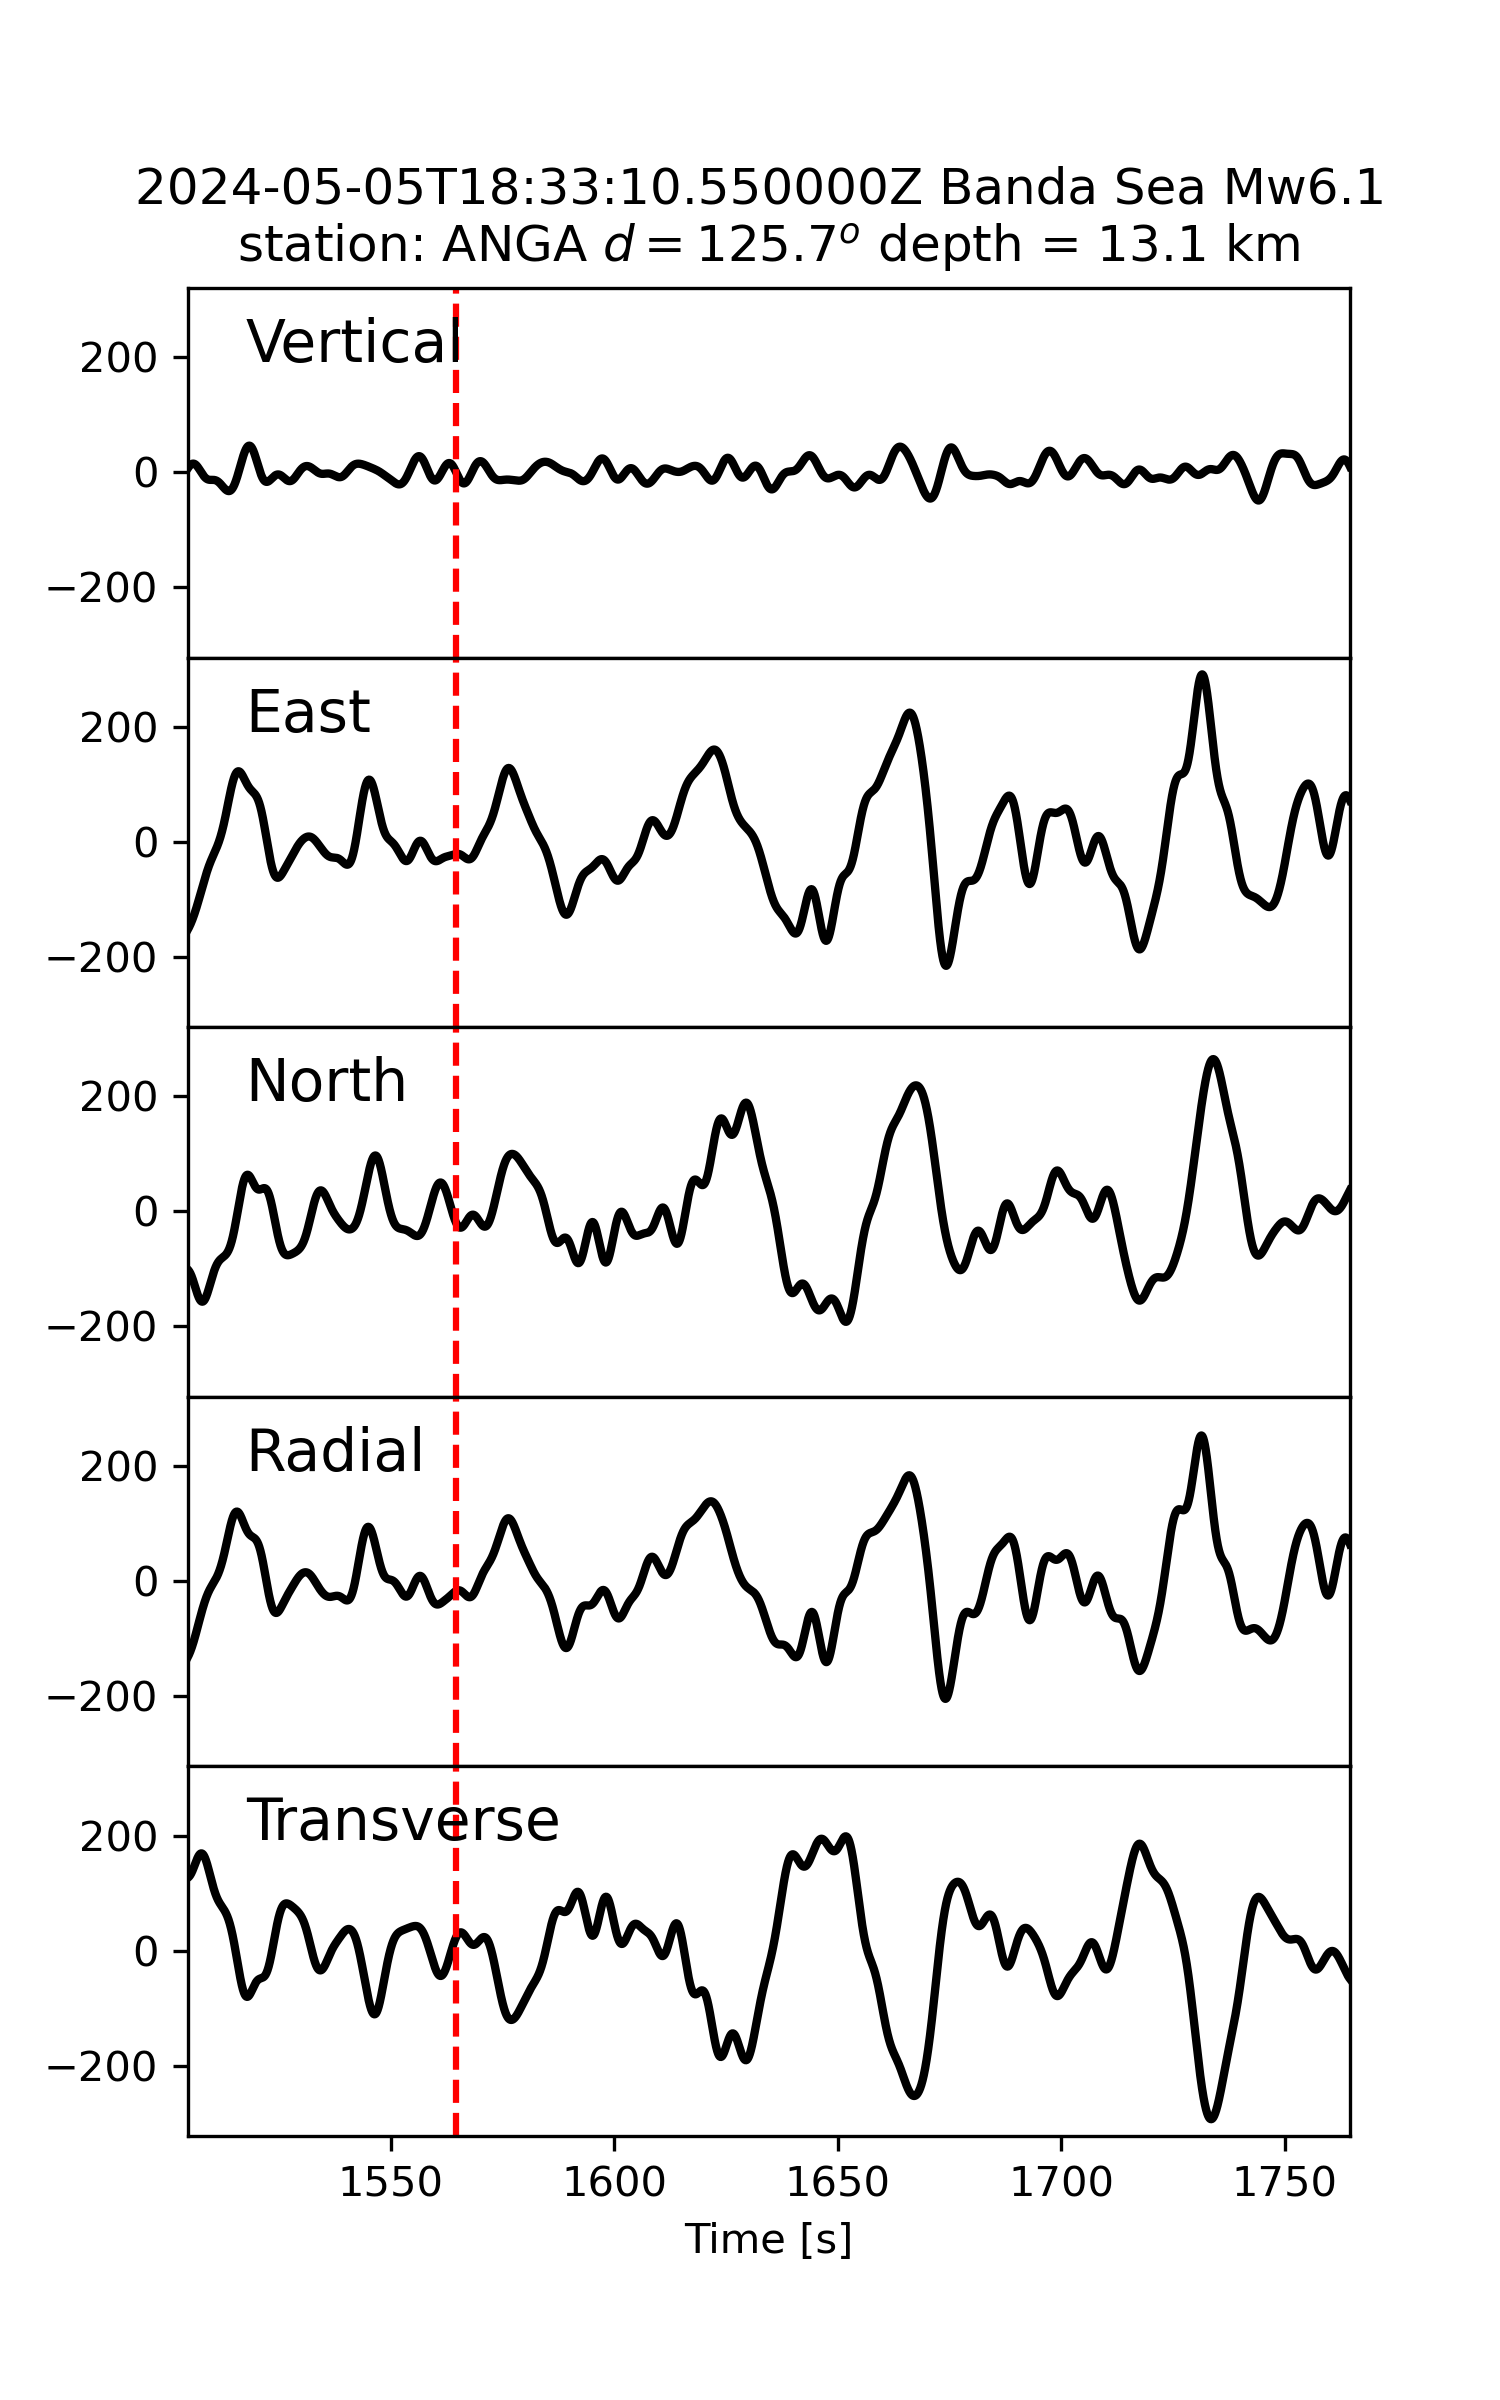 2024-05-05T18:33:10.550000Z Banda Sea Mw6.1
station: ANGA d = 125.7° depth = 13.1 km
Vertical
200
0
−200
East
200
0
−200
North
200
0
−200
Radial
200
0
−200
Transverse
200
0
−200
1550 1600 1650 1700 1750
Time [s]